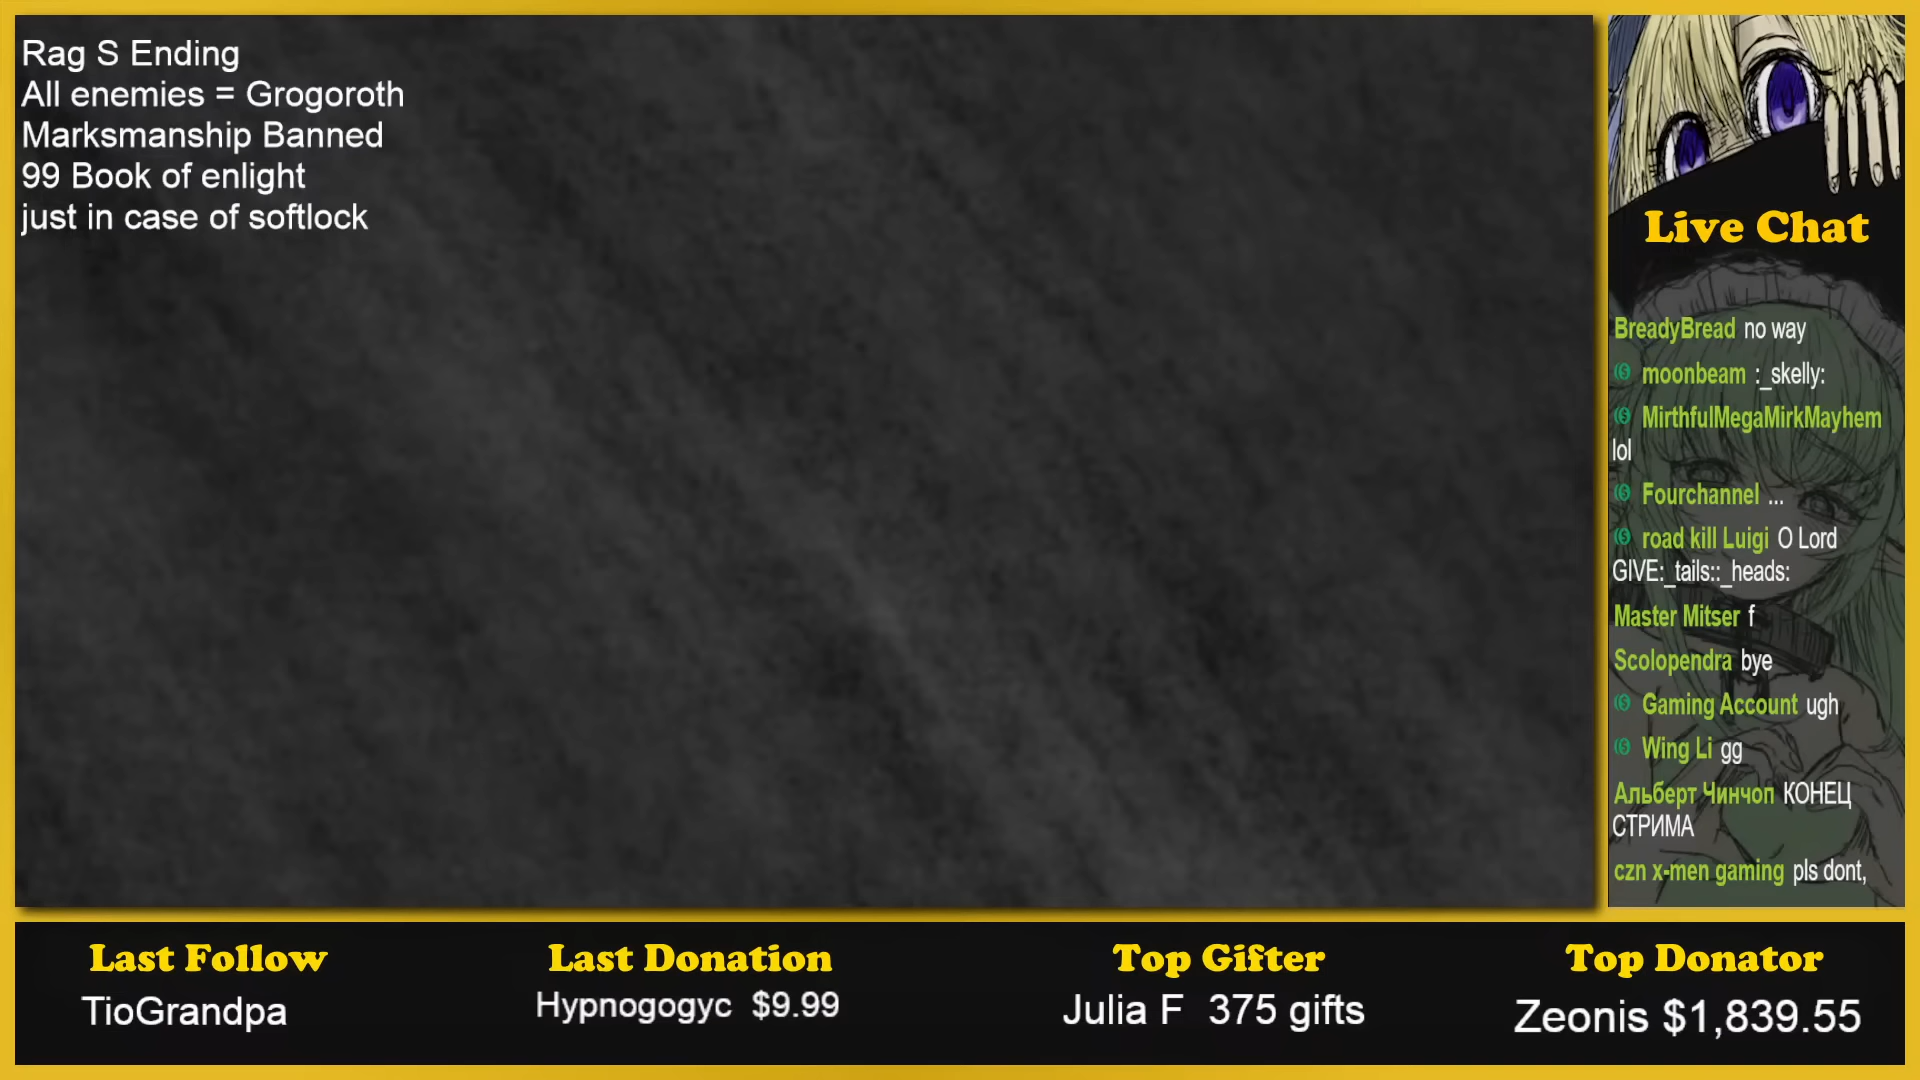 Rag S Ending
All enemies = Grogoroth
Marksmanship Banned
99 Book of enlight
just in case of softlock
Live Chat
BreadyBread no way
moonbeam :_skelly:
MirthfulMegaMirkMayhem
lol
Fourchannel ...
road kill Luigi O Lord
GIVE:_tails::_heads:
Master Mitser f
Scolopendra bye
Gaming Account ugh
Wing Li gg
Альберт Чинчоп КОНЕЦ
СТРИМА
czn x-men gaming pls dont,
Last Follow
TioGrandpa
Last Donation
Hypnogogyc $9.99
Top Gifter
Julia F 375 gifts
Top Donator
Zeonis $1,839.55